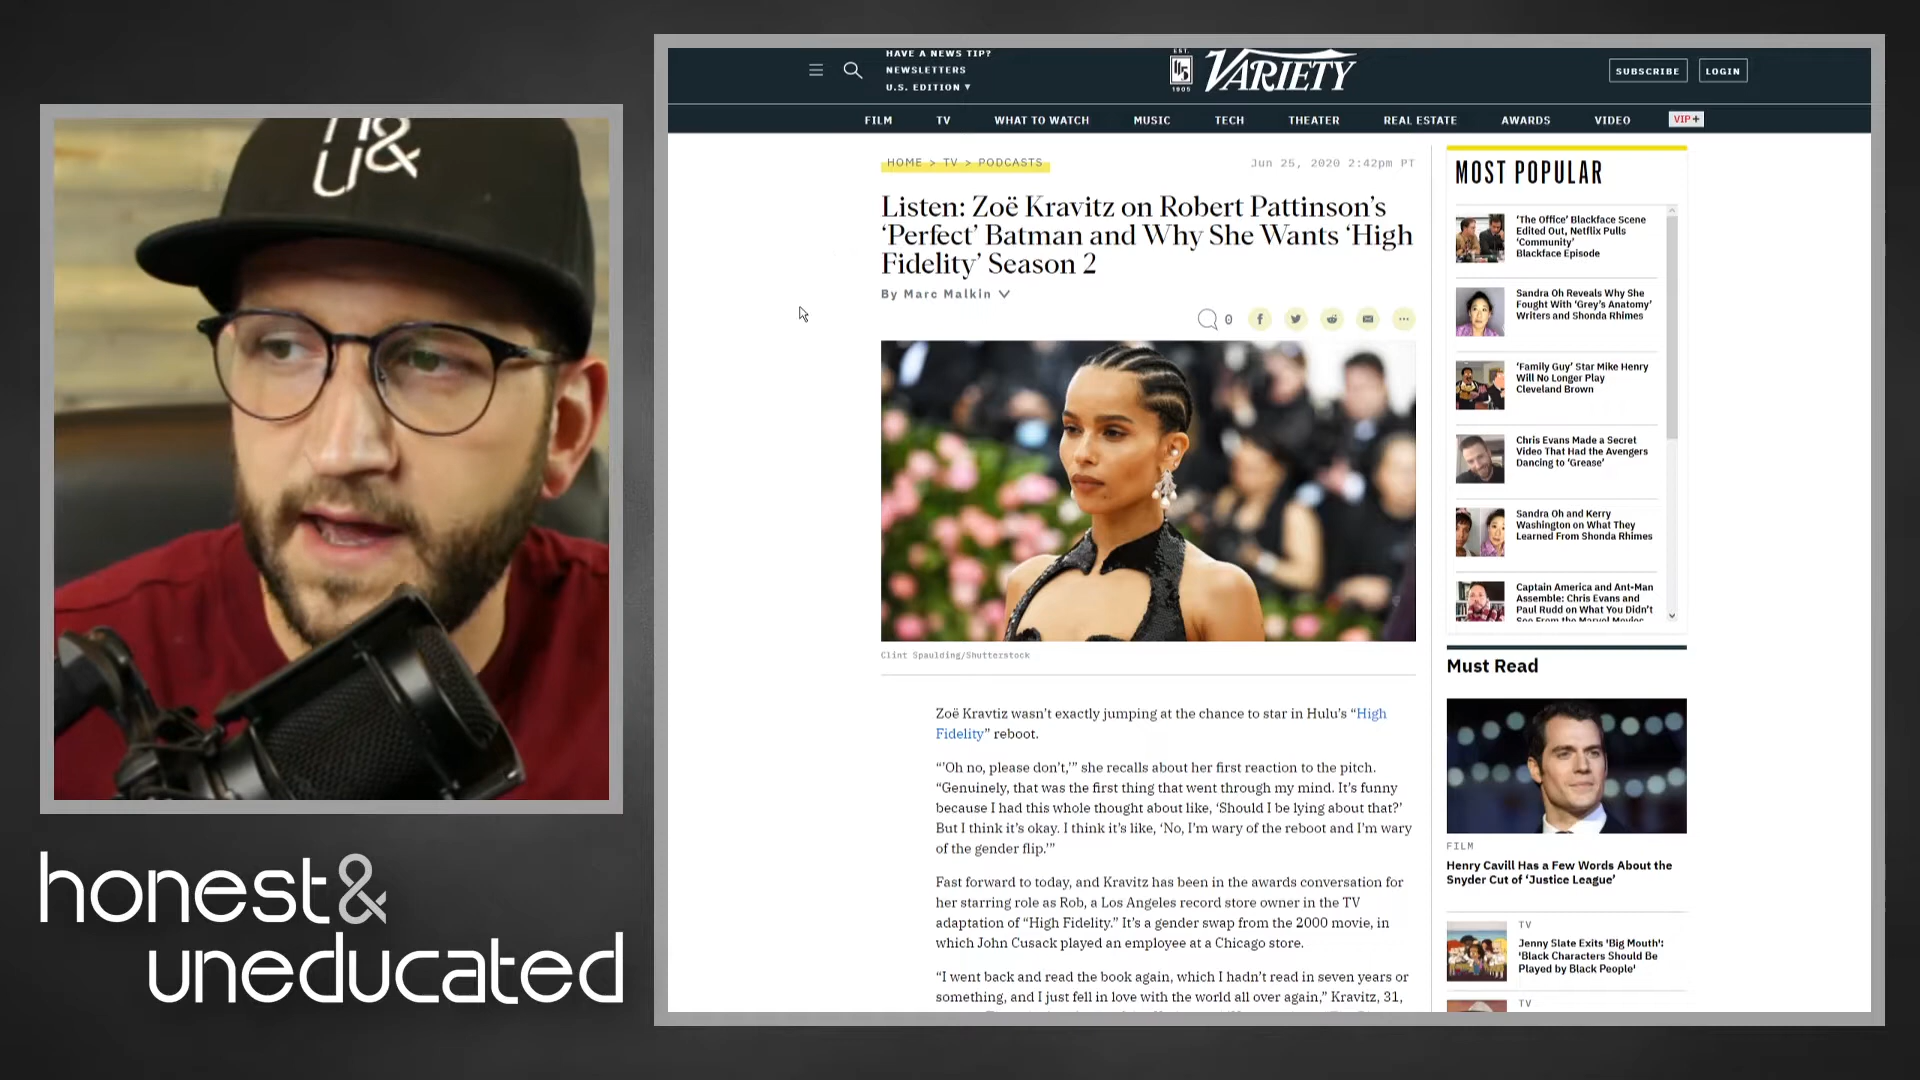 U&
honest&
uneducated
HAVE A NEWS TIP?
NEWSLETTERS
U.S. EDITION ▾
EST.
1905
VARIETY
SUBSCRIBE
LOGIN
FILM TV WHAT TO WATCH MUSIC TECH THEATER REAL ESTATE AWARDS VIDEO VIP+
HOME > TV > PODCASTS
Jun 25, 2020 2:42pm PT
Listen: Zoë Kravitz on Robert Pattinson’s
‘Perfect’ Batman and Why She Wants ‘High
Fidelity’ Season 2
By Marc Malkin
0
Clint Spaulding/Shutterstock
Zoë Kravtiz wasn’t exactly jumping at the chance to star in Hulu’s “High
Fidelity” reboot.
“‘Oh no, please don’t,’” she recalls about her first reaction to the pitch.
“Genuinely, that was the first thing that went through my mind. It’s funny
because I had this whole thought about like, ‘Should I be lying about that?’
But I think it’s okay. I think it’s like, ‘No, I’m wary of the reboot and I’m wary
of the gender flip.’”
Fast forward to today, and Kravitz has been in the awards conversation for
her starring role as Rob, a Los Angeles record store owner in the TV
adaptation of “High Fidelity.” It’s a gender swap from the 2000 movie, in
which John Cusack played an employee at a Chicago store.
“I went back and read the book again, which I hadn’t read in seven years or
something, and I just fell in love with the world all over again,” Kravitz, 31,
MOST POPULAR
‘The Office’ Blackface Scene
Edited Out, Netflix Pulls
‘Community’
Blackface Episode
Sandra Oh Reveals Why She
Fought With ‘Grey’s Anatomy’
Writers and Shonda Rhimes
‘Family Guy’ Star Mike Henry
Will No Longer Play
Cleveland Brown
Chris Evans Made a Secret
Video That Had the Avengers
Dancing to ‘Grease’
Sandra Oh and Kerry
Washington on What They
Learned From Shonda Rhimes
Captain America and Ant-Man
Assemble: Chris Evans and
Paul Rudd on What You Didn’t
See From the Marvel Movies
Must Read
FILM
Henry Cavill Has a Few Words About the
Snyder Cut of ‘Justice League’
TV
Jenny Slate Exits 'Big Mouth':
'Black Characters Should Be
Played by Black People'
TV